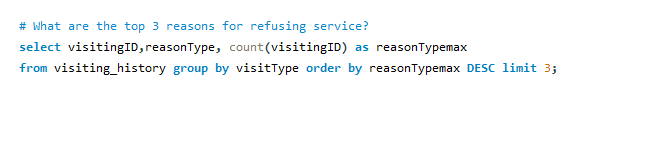 # What are the top 3 reasons for refusing service?
select visitingID,reasonType, count(visitingID) as reasonTypemax
from visiting_history group by visitType order by reasonTypemax DESC limit 3;